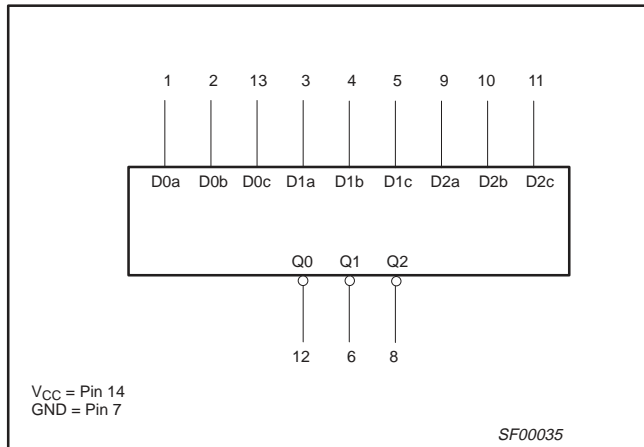 1 2 13 3 4 5 9 10 11
D0a D0b D0c D1a D1b D1c D2a D2b D2c
Q0 Q1 Q2
12 6 8
VCC = Pin 14
GND = Pin 7
SF00035